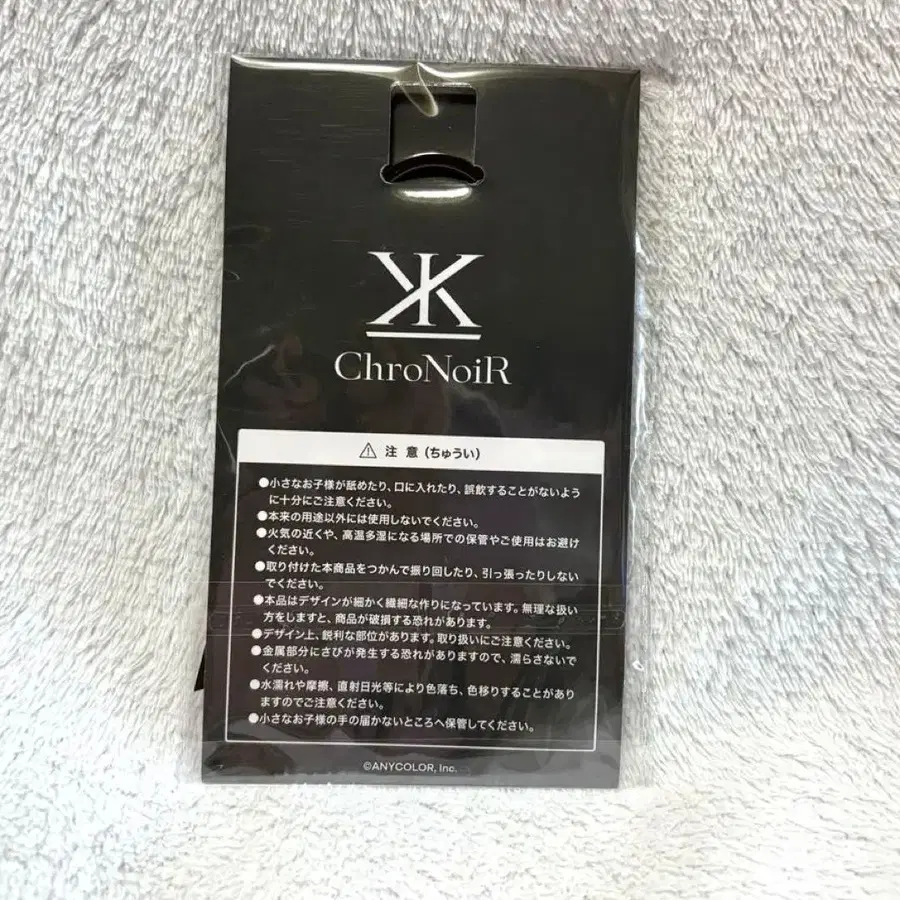 ChroNoiR
⚠ 注 意 (ちゅうい)
●小さなお子様が舐めたり、口に入れたり、誤飲することがないよう
に十分にご注意ください。
●本来の用途以外には使用しないでください。
●火気の近くや、高温多湿になる場所での保管やご使用はお避け
ください。
●取り付けた本商品をつかんで振り回したり、引っ張ったりしない
でください。
●本品はデザインが細かく繊細な作りになっています。無理な扱い
方をしますと、商品が破損する恐れがあります。
●デザイン上、鋭利な部位があります。取り扱いにご注意ください。
●金属部分にさびが発生する恐れがありますので、濡らさないで
ください。
●水濡れや摩擦、直射日光等により色落ち、色移りすることがあり
ますのでご注意ください。
●小さなお子様の手の届かないところへ保管してください。
©ANYCOLOR, Inc.